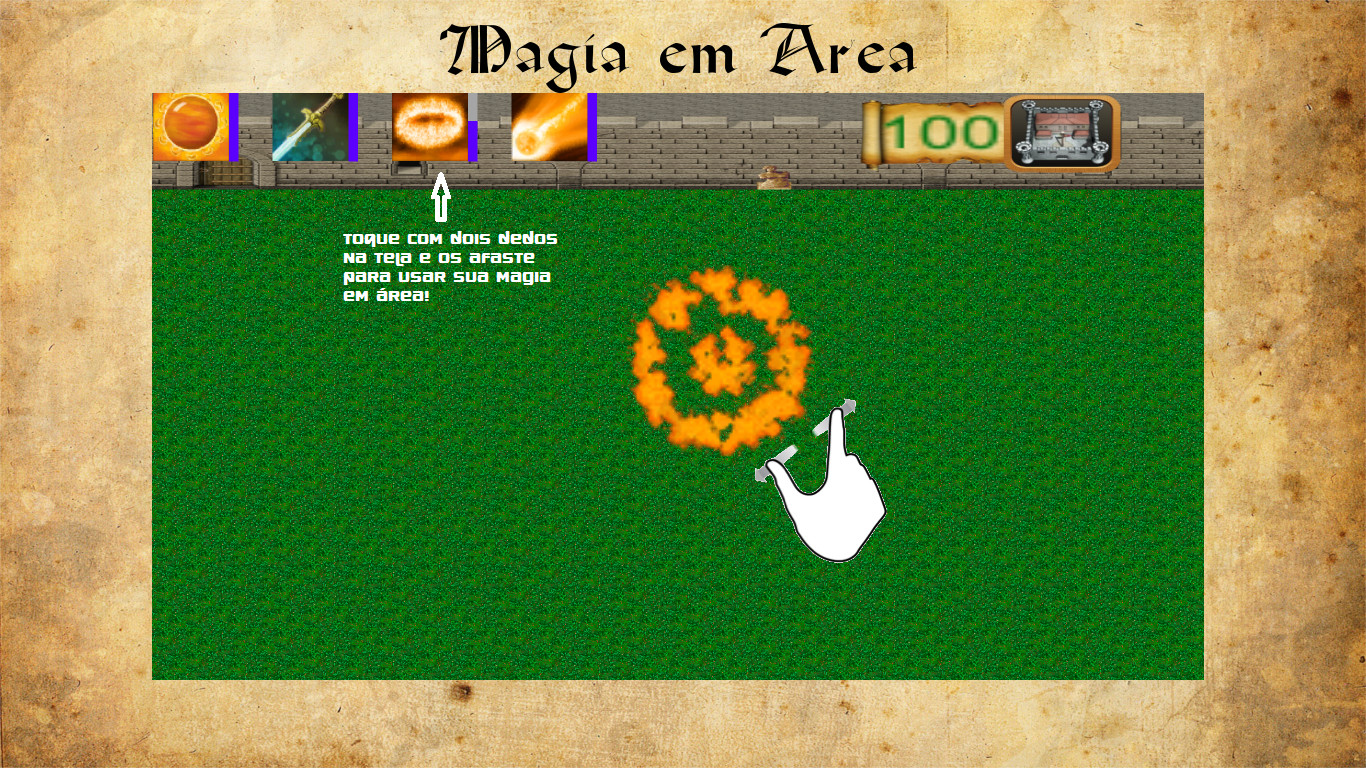 Magia em Area
100
Toque com dois dedos
na tela e os afaste
para usar sua magia
em área!